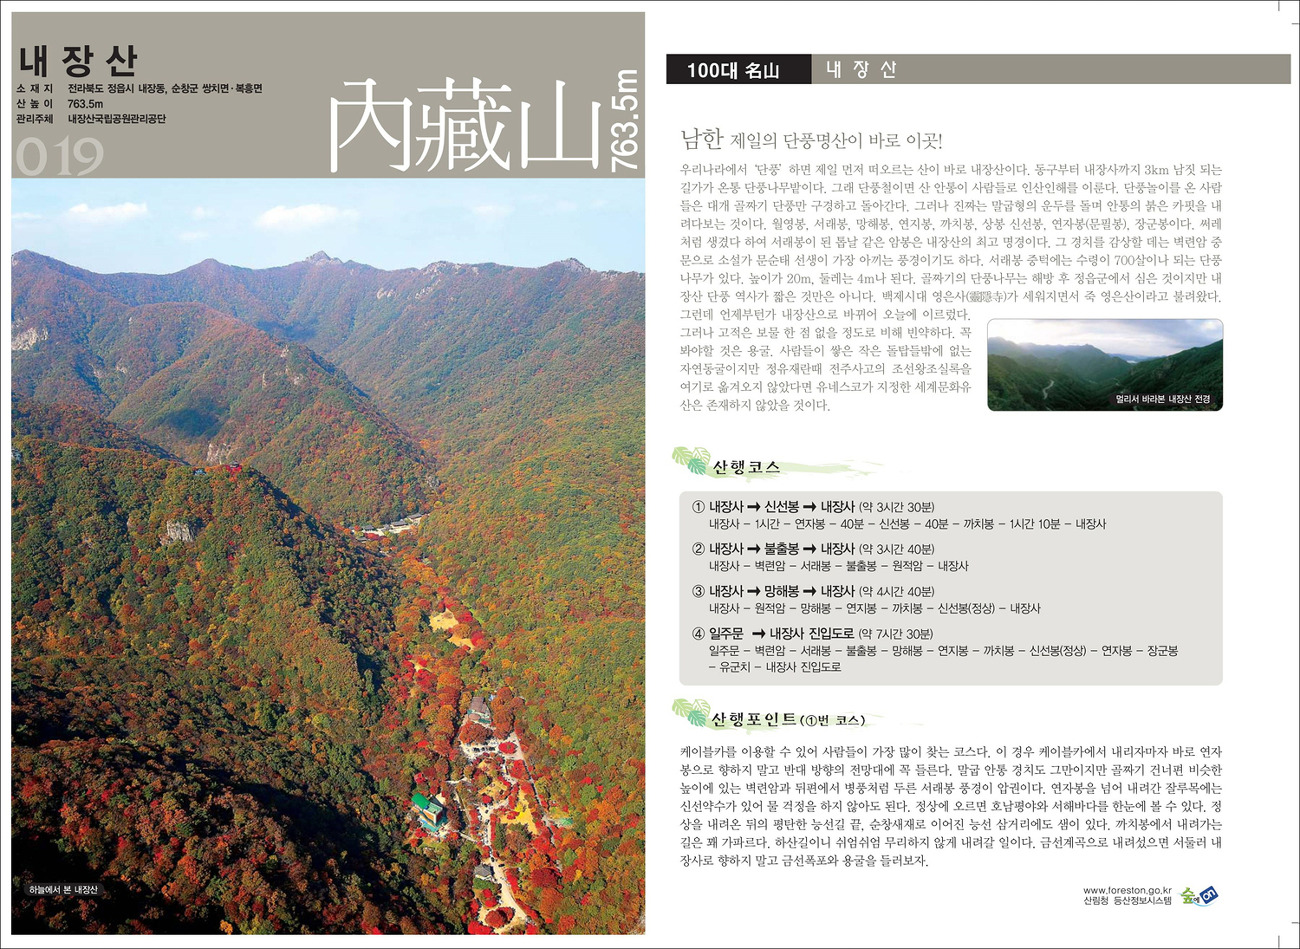 내장산
소 재 지 전라북도 정읍시 내장동, 순창군 쌍치면·복흥면
산 높 이 763.5m
관리주체 내장산국립공원관리공단
019
內藏山
763.5m
하늘에서 본 내장산
100대 名山 내 장 산
남한 제일의 단풍명산이 바로 이곳!
우리나라에서 '단풍' 하면 제일 먼저 떠오르는 산이 바로 내장산이다. 동구부터 내장사까지 3km 남짓 되는
길가가 온통 단풍나무밭이다. 그래 단풍철이면 산 안통이 사람들로 인산인해를 이룬다. 단풍놀이를 온 사람
들은 대개 골짜기 단풍만 구경하고 돌아간다. 그러나 진짜는 말굽형의 운두를 돌며 안통의 붉은 카핏을 내
려다보는 것이다. 월영봉, 서래봉, 망해봉, 연지봉, 까치봉, 상봉 신선봉, 연자봉(문필봉), 장군봉이다. 써레
처럼 생겼다 하여 서래봉이 된 톱날 같은 암봉은 내장산의 최고 명경이다. 그 경치를 감상할 데는 벽련암 중
문으로 소설가 문순태 선생이 가장 아끼는 풍경이기도 하다. 서래봉 중턱에는 수령이 700살이나 되는 단풍
나무가 있다. 높이가 20m, 둘레는 4m나 된다. 골짜기의 단풍나무는 해방 후 정읍군에서 심은 것이지만 내
장산 단풍 역사가 짧은 것만은 아니다. 백제시대 영은사(靈隱寺)가 세워지면서 죽 영은산이라고 불려왔다.
그런데 언제부턴가 내장산으로 바뀌어 오늘에 이르렀다.
그러나 고적은 보물 한 점 없을 정도로 비해 빈약하다. 꼭
봐야할 것은 용굴. 사람들이 쌓은 작은 돌탑들밖에 없는
자연동굴이지만 정유재란때 전주사고의 조선왕조실록을
여기로 옮겨오지 않았다면 유네스코가 지정한 세계문화유
산은 존재하지 않았을 것이다.
멀리서 바라본 내장산 전경
산행코스
① 내장사 ➞ 신선봉 ➞ 내장사 (약 3시간 30분)
내장사 - 1시간 - 연자봉 - 40분 - 신선봉 - 40분 - 까치봉 - 1시간 10분 - 내장사
② 내장사 ➞ 불출봉 ➞ 내장사 (약 3시간 40분)
내장사 - 벽련암 - 서래봉 - 불출봉 - 원적암 - 내장사
③ 내장사 ➞ 망해봉 ➞ 내장사 (약 4시간 40분)
내장사 - 원적암 - 망해봉 - 연지봉 - 까치봉 - 신선봉(정상) - 내장사
④ 일주문 ➞ 내장사 진입도로 (약 7시간 30분)
일주문 - 벽련암 - 서래봉 - 불출봉 - 망해봉 - 연지봉 - 까치봉 - 신선봉(정상) - 연자봉 - 장군봉
- 유군치 - 내장사 진입도로
산행포인트(①번 코스)
케이블카를 이용할 수 있어 사람들이 가장 많이 찾는 코스다. 이 경우 케이블카에서 내리자마자 바로 연자
봉으로 향하지 말고 반대 방향의 전망대에 꼭 들른다. 말굽 안통 경치도 그만이지만 골짜기 건너편 비슷한
높이에 있는 벽련암과 뒤편에서 병풍처럼 두른 서래봉 풍경이 압권이다. 연자봉을 넘어 내려간 잘루목에는
신선약수가 있어 물 걱정을 하지 않아도 된다. 정상에 오르면 호남평야와 서해바다를 한눈에 볼 수 있다. 정
상을 내려온 뒤의 평탄한 능선길 끝, 순창새재로 이어진 능선 삼거리에도 샘이 있다. 까치봉에서 내려가는
길은 꽤 가파르다. 하산길이니 쉬엄쉬엄 무리하지 않게 내려갈 일이다. 금선계곡으로 내려섰으면 서둘러 내
장사로 향하지 말고 금선폭포와 용굴을 들러보자.
www.foreston.go.kr
산림청 등산정보시스템
숲에on